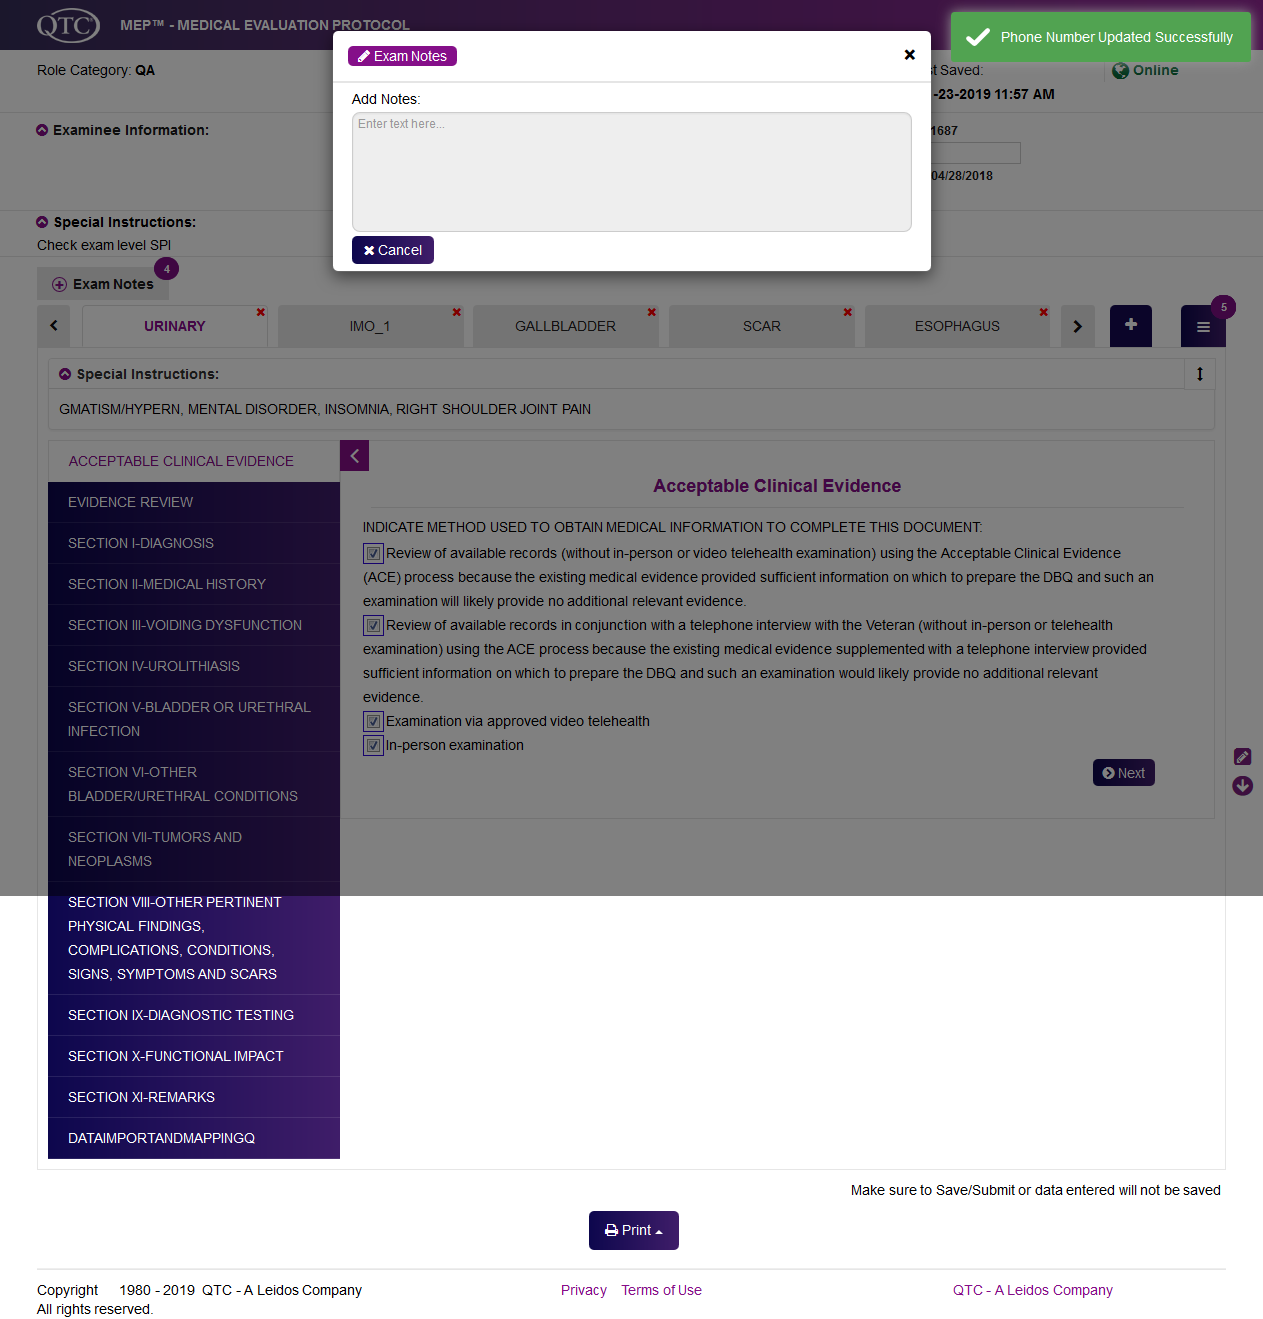 QTC MEP™ - MEDICAL EVALUATION PROTOCOL
Phone Number Updated Successfully
Exam Notes
Role Category: QA
st Saved:
Online
-23-2019 11:57 AM
Add Notes:
Enter text here...
Examinee Information:
1687
04/28/2018
Special Instructions:
Check exam level SPI
Cancel
Exam Notes 4
URINARY IMO_1 GALLBLADDER SCAR ESOPHAGUS 5
Special Instructions:
GMATISM/HYPERN, MENTAL DISORDER, INSOMNIA, RIGHT SHOULDER JOINT PAIN
ACCEPTABLE CLINICAL EVIDENCE
EVIDENCE REVIEW
SECTION I-DIAGNOSIS
SECTION II-MEDICAL HISTORY
SECTION III-VOIDING DYSFUNCTION
SECTION IV-UROLITHIASIS
SECTION V-BLADDER OR URETHRAL
INFECTION
SECTION VI-OTHER
BLADDER/URETHRAL CONDITIONS
SECTION VII-TUMORS AND
NEOPLASMS
SECTION VIII-OTHER PERTINENT
PHYSICAL FINDINGS,
COMPLICATIONS, CONDITIONS,
SIGNS, SYMPTOMS AND SCARS
SECTION IX-DIAGNOSTIC TESTING
SECTION X-FUNCTIONAL IMPACT
SECTION XI-REMARKS
DATAIMPORTANDMAPPINGQ
Acceptable Clinical Evidence
INDICATE METHOD USED TO OBTAIN MEDICAL INFORMATION TO COMPLETE THIS DOCUMENT:
Review of available records (without in-person or video telehealth examination) using the Acceptable Clinical Evidence
(ACE) process because the existing medical evidence provided sufficient information on which to prepare the DBQ and such an
examination will likely provide no additional relevant evidence.
Review of available records in conjunction with a telephone interview with the Veteran (without in-person or telehealth
examination) using the ACE process because the existing medical evidence supplemented with a telephone interview provided
sufficient information on which to prepare the DBQ and such an examination would likely provide no additional relevant
evidence.
Examination via approved video telehealth
In-person examination
Next
Make sure to Save/Submit or data entered will not be saved
Print
Copyright 1980 - 2019 QTC - A Leidos Company
All rights reserved.
Privacy Terms of Use
QTC - A Leidos Company